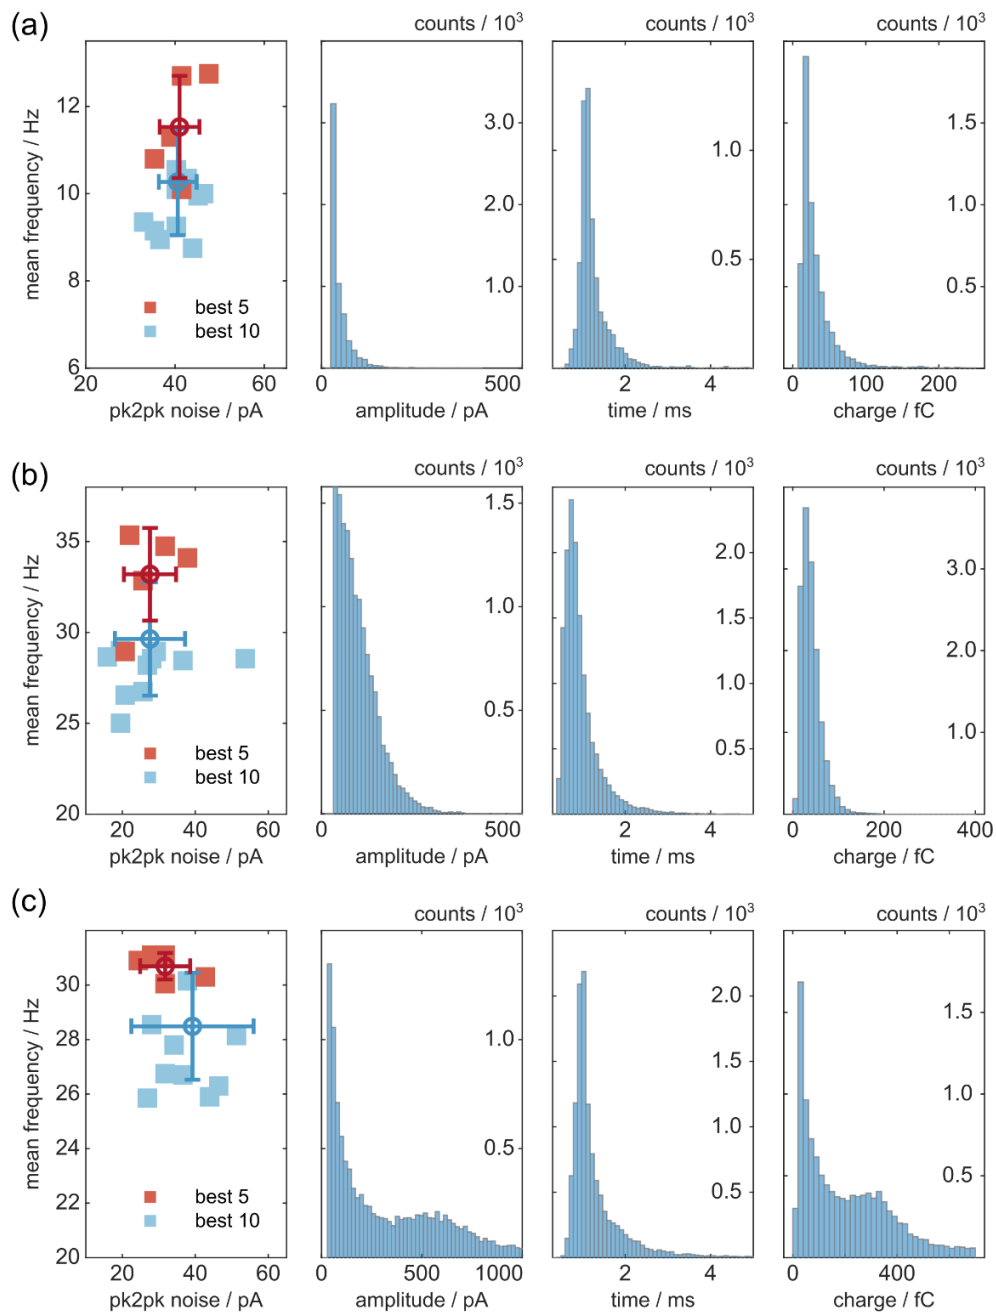 (a)
counts / 10³ counts / 10³ counts / 10³
mean frequency / Hz
12
10
8
6
best 5
best 10
3.0
2.0
1.0
1.0
0.5
1.5
1.0
0.5
20 40 60 0 500 2 4 0 100 200
pk2pk noise / pA amplitude / pA time / ms charge / fC
(b)
counts / 10³ counts / 10³ counts / 10³
mean frequency / Hz
35
30
25
20
best 5
best 10
1.5
1.0
0.5
2.0
1.5
1.0
0.5
3.0
2.0
1.0
20 40 60 0 500 2 4 0 200 400
pk2pk noise / pA amplitude / pA time / ms charge / fC
(c)
counts / 10³ counts / 10³ counts / 10³
mean frequency / Hz
30
28
26
24
22
20
best 5
best 10
1.0
0.5
2.0
1.5
1.0
0.5
1.5
1.0
0.5
20 40 60 0 500 1000 2 4 0 400
pk2pk noise / pA amplitude / pA time / ms charge / fC